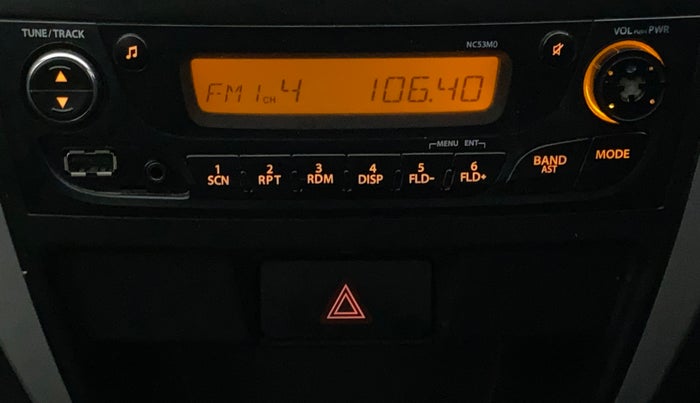 TUNE/TRACK
NC53M0
VOL PUSH PWR
FM1 CH 4 106.40
MENU ENT
1 SCN
2 RPT
3 RDM
4 DISP
5 FLD-
6 FLD+
BAND AST
MODE